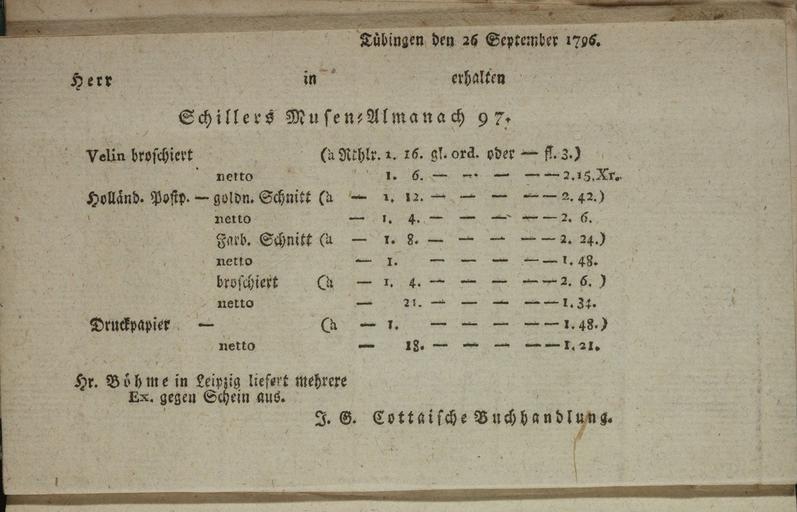 Tübingen den 26 September 1796.
Herr in erhalten
Schillers Musen-Almanach 97.
Velin broschiert (à Rthlr. 1. 16. gl. ord. oder — fl. 3.)
netto 1. 6. — — — — — 2.15.Xr.
Holländ. Postp. — goldn. Schnitt (à — 1. 12. — — — — — 2. 42.)
netto — 1. 4. — — — — — 2. 6.
Farb. Schnitt (à — 1. 8. — — — — — 2. 24.)
netto — 1. — — — — — 1. 48.
broschiert (à — 1. 4. — — — — — 2. 6. )
netto — 21. — — — — — 1. 34.
Druckpapier — (à — 1. — — — — — 1. 48.)
netto — 18. — — — — — 1. 21.
Hr. Böhme in Leipzig liefert mehrere
Ex. gegen Schein aus.
J. G. Cottaische Buchhandlung.